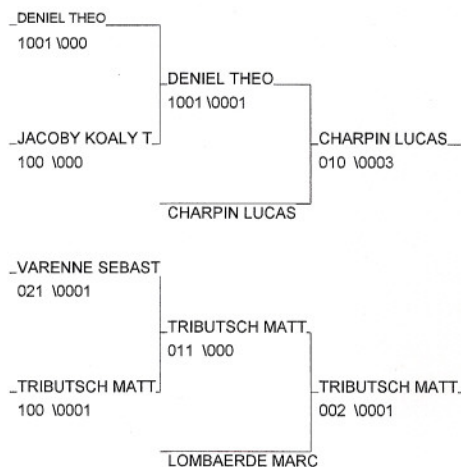 DENIEL THEO
1001 \000
DENIEL THEO
1001 \0001
JACOBY KOALY T
100 \000
CHARPIN LUCAS
010 \0003
CHARPIN LUCAS
VARENNE SEBAST
021 \0001
TRIBUTSCH MATT
011 \000
TRIBUTSCH MATT
100 \0001
TRIBUTSCH MATT
002 \0001
LOMBAERDE MARC